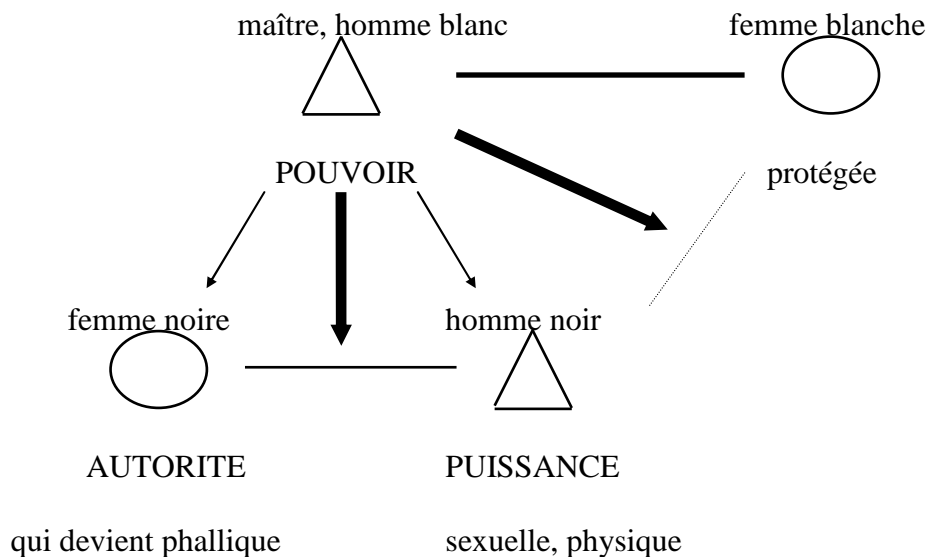 maître, homme blanc
femme blanche
POUVOIR
protégée
femme noire
homme noir
AUTORITE
PUISSANCE
qui devient phallique
sexuelle, physique